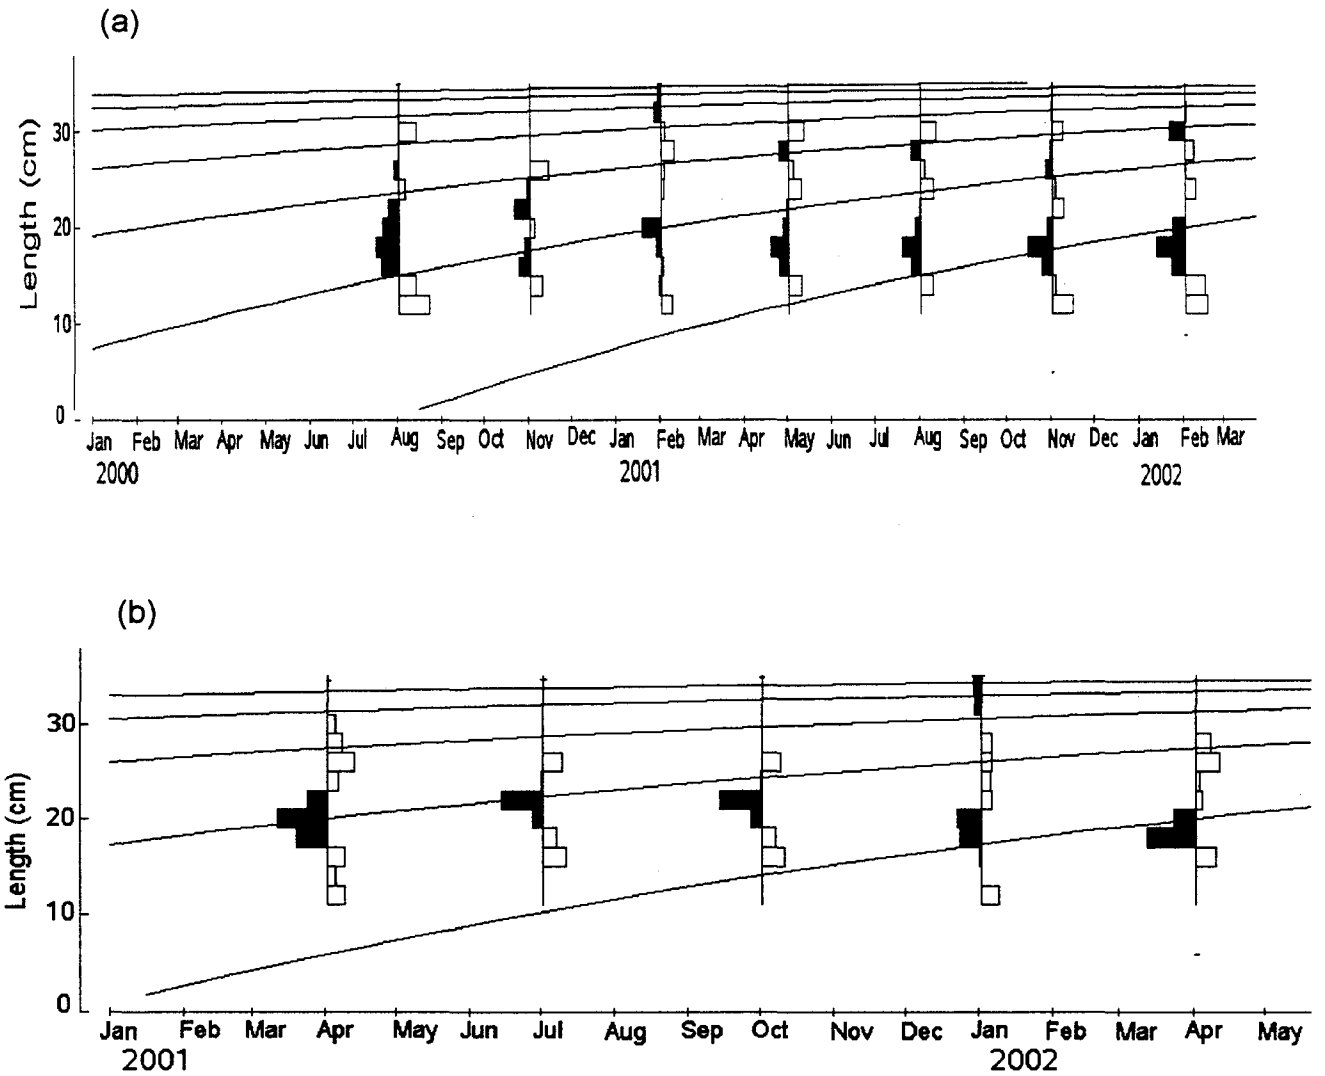 (a)
Length (cm)
30
20
10
0
Jan Feb Mar Apr May Jun Jul Aug Sep Oct Nov Dec Jan Feb Mar Apr May Jun Jul Aug Sep Oct Nov Dec Jan Feb Mar
2000 2001 2002
(b)
Length (cm)
30
20
10
0
Jan Feb Mar Apr May Jun Jul Aug Sep Oct Nov Dec Jan Feb Mar Apr May
2001 2002